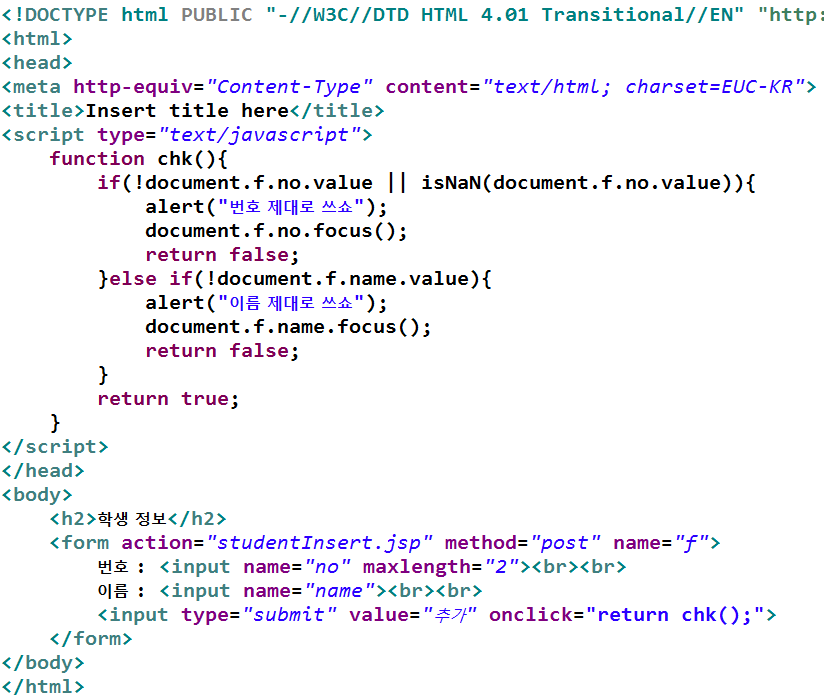 <!DOCTYPE html PUBLIC "-//W3C//DTD HTML 4.01 Transitional//EN" "http:
<html>
<head>
<meta http-equiv="Content-Type" content="text/html; charset=EUC-KR">
<title>Insert title here</title>
<script type="text/javascript">
    function chk(){
        if(!document.f.no.value || isNaN(document.f.no.value)){
            alert("번호 제대로 쓰쇼");
            document.f.no.focus();
            return false;
        }else if(!document.f.name.value){
            alert("이름 제대로 쓰쇼");
            document.f.name.focus();
            return false;
        }
        return true;
    }
</script>
</head>
<body>
    <h2>학생 정보</h2>
    <form action="studentInsert.jsp" method="post" name="f">
        번호 : <input name="no" maxlength="2"><br><br>
        이름 : <input name="name"><br><br>
        <input type="submit" value="추가" onclick="return chk();">
    </form>
</body>
</html>